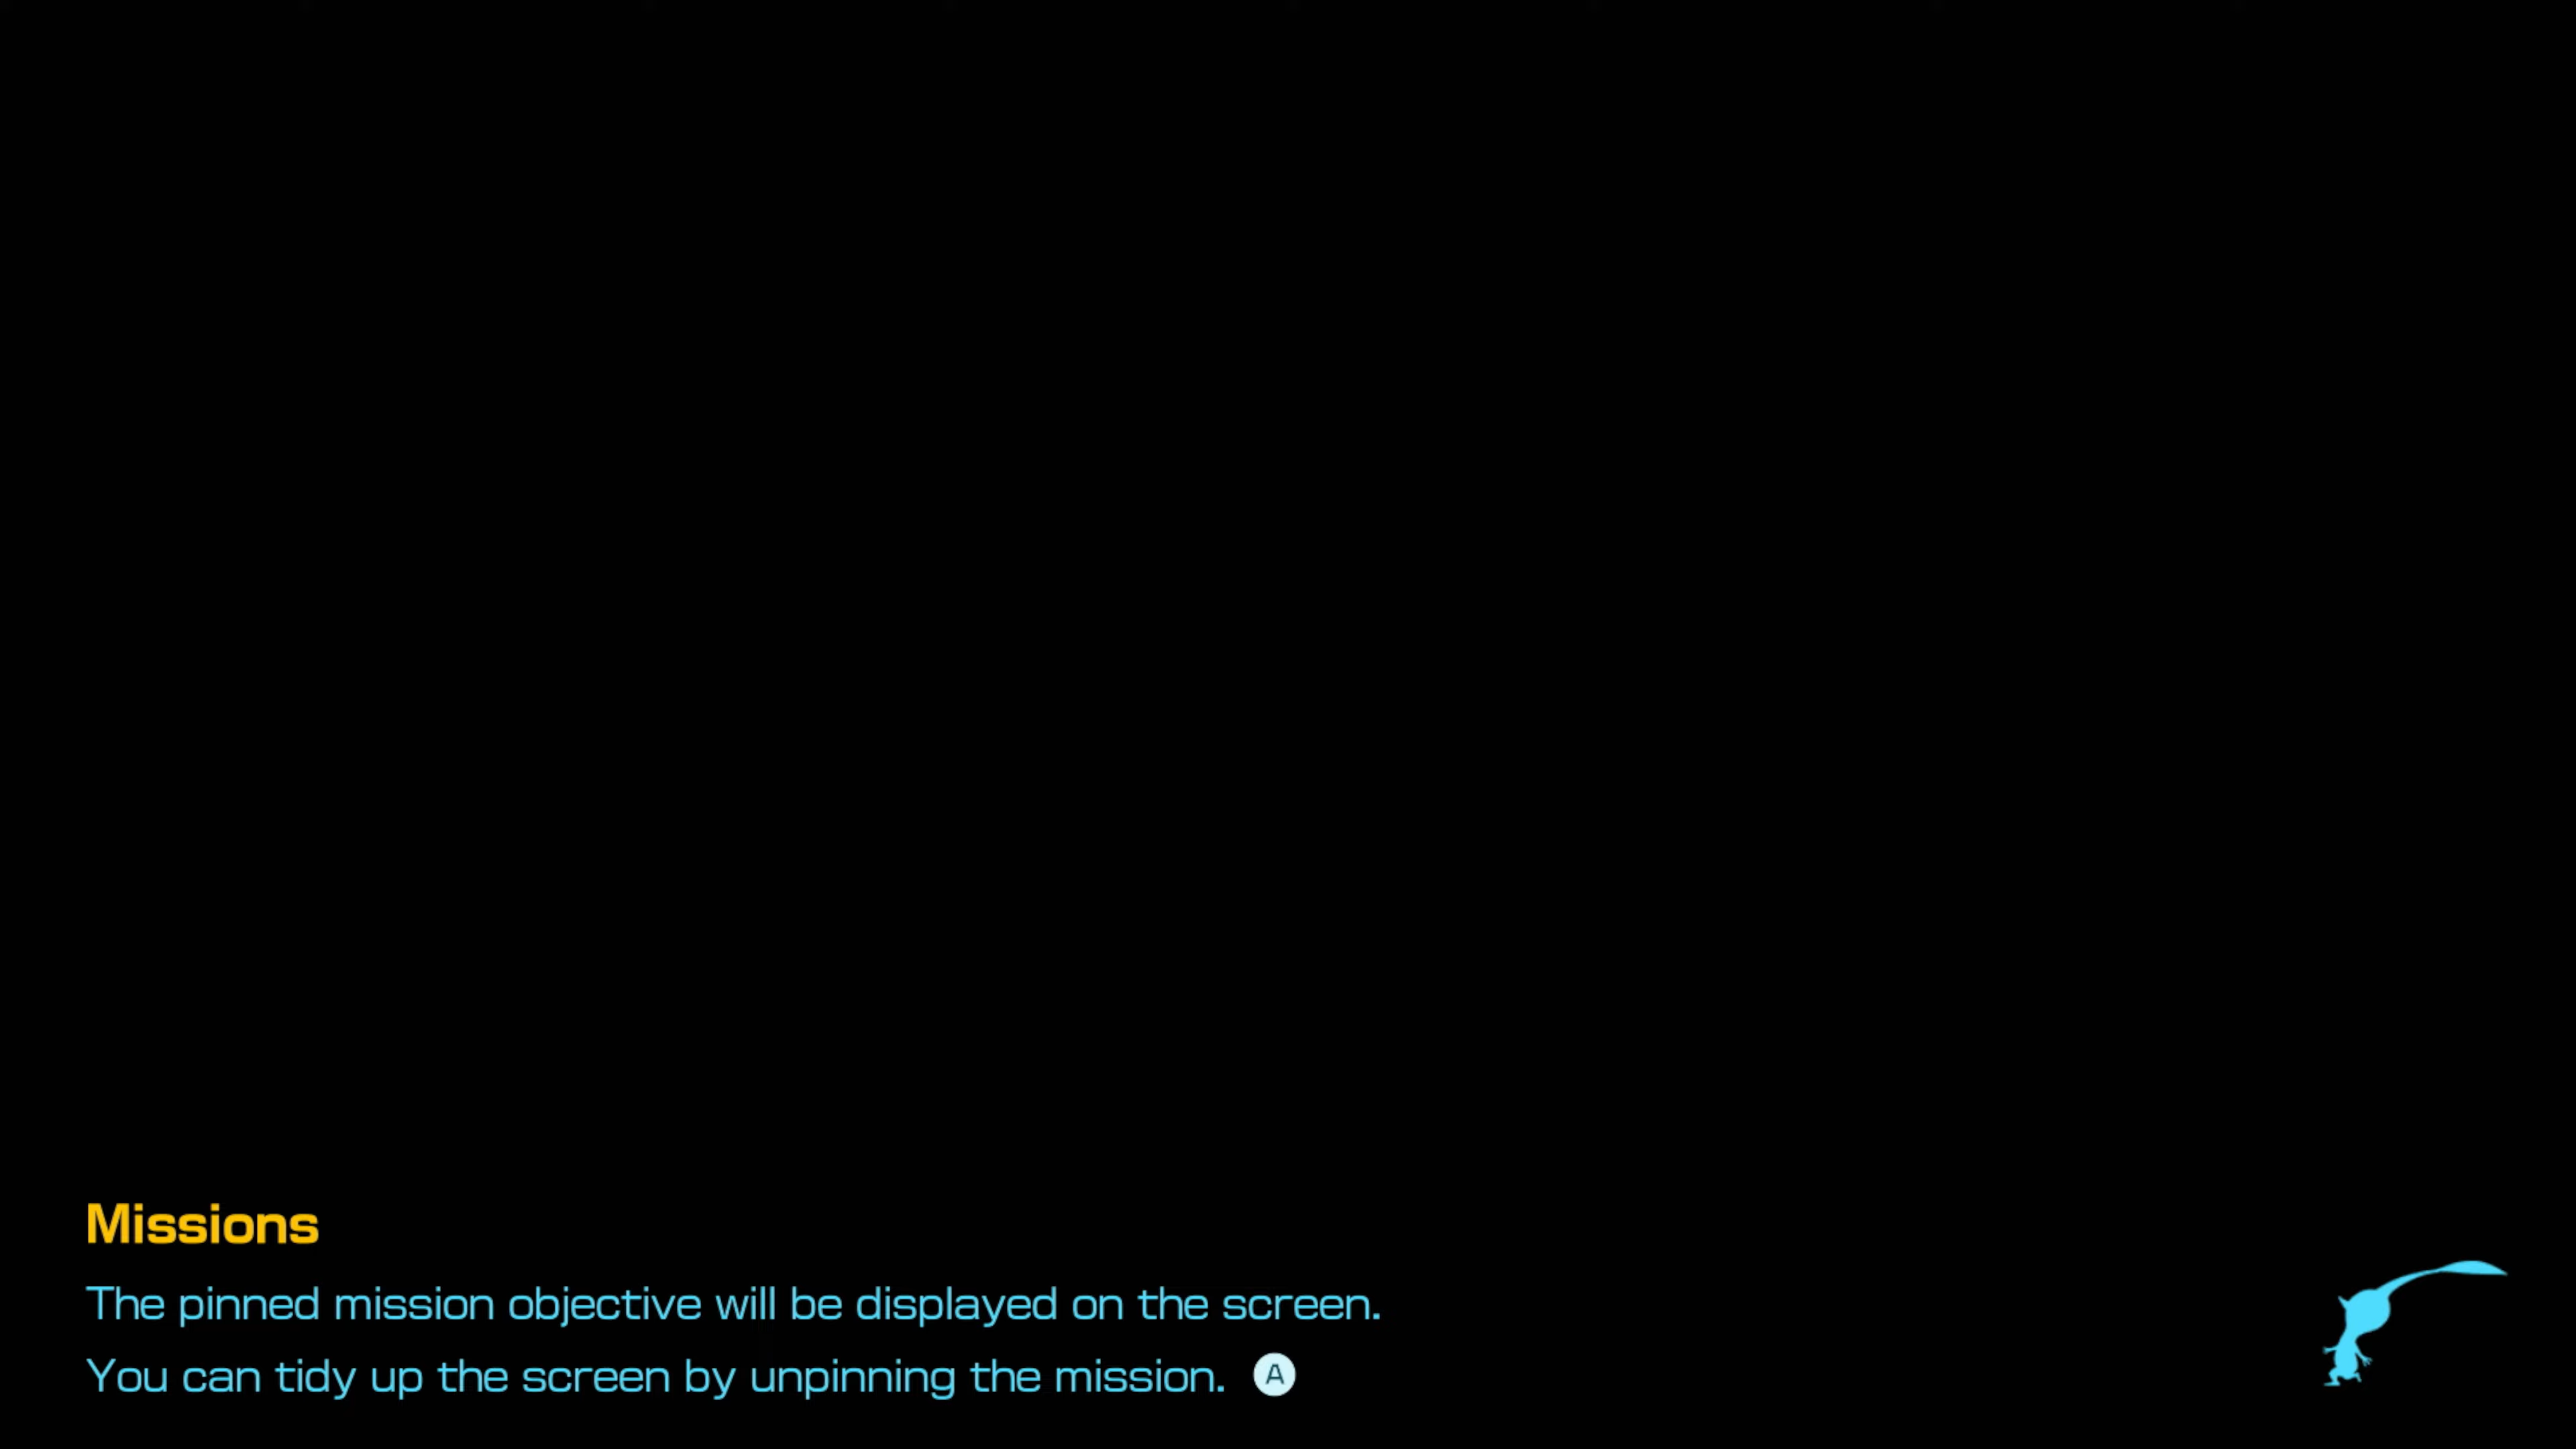 Missions
The pinned mission objective will be displayed on the screen.
You can tidy up the screen by unpinning the mission. A